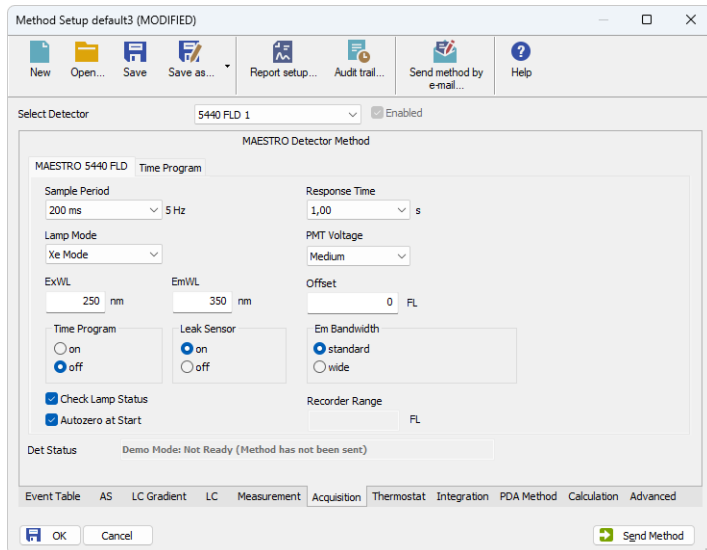 Method Setup default3 (MODIFIED)
New Open... Save Save as... Report setup... Audit trail... Send method by e-mail... Help
Select Detector 5440 FLD 1 Enabled
MAESTRO Detector Method
MAESTRO 5440 FLD Time Program
Sample Period Response Time
200 ms 5 Hz 1,00 s
Lamp Mode PMT Voltage
Xe Mode Medium
ExWL EmWL Offset
250 nm 350 nm 0 FL
Time Program Leak Sensor Em Bandwidth
on on standard
off off wide
Check Lamp Status Recorder Range
Autozero at Start FL
Det Status Demo Mode: Not Ready (Method has not been sent)
Event Table AS LC Gradient LC Measurement Acquisition Thermostat Integration PDA Method Calculation Advanced
OK Cancel Send Method